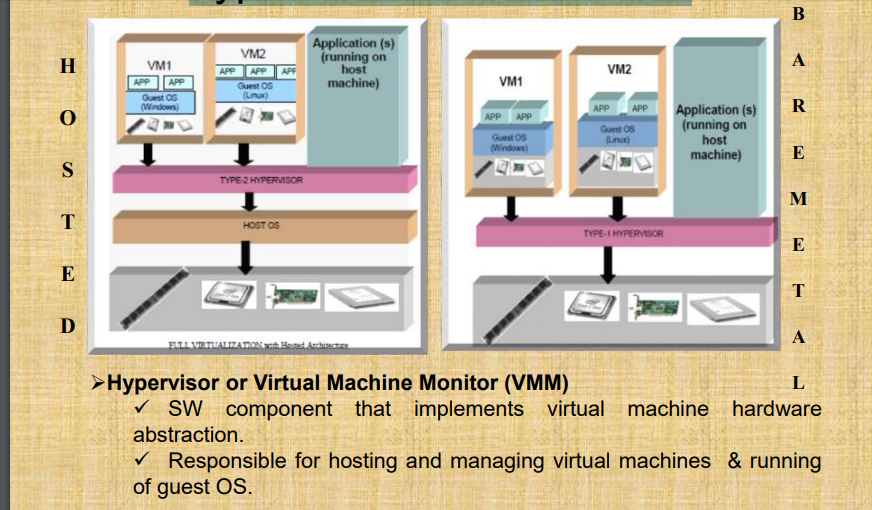 H
O
S
T
E
D
VM1
APP APP
Guest OS
(Windows)
VM2
APP APP APP
Guest OS
(Linux)
Application (s)
(running on
host
machine)
TYPE-2 HYPERVISOR
HOST OS
FULL VIRTUALIZATION with Hosted Architecture
VM1
APP APP
Guest OS
(Windows)
VM2
APP APP
Guest OS
(Linux)
Application (s)
(running on
host
machine)
TYPE-1 HYPERVISOR
B
A
R
E
M
E
T
A
L
➢Hypervisor or Virtual Machine Monitor (VMM)
✓ SW component that implements virtual machine hardware
abstraction.
✓ Responsible for hosting and managing virtual machines & running
of guest OS.